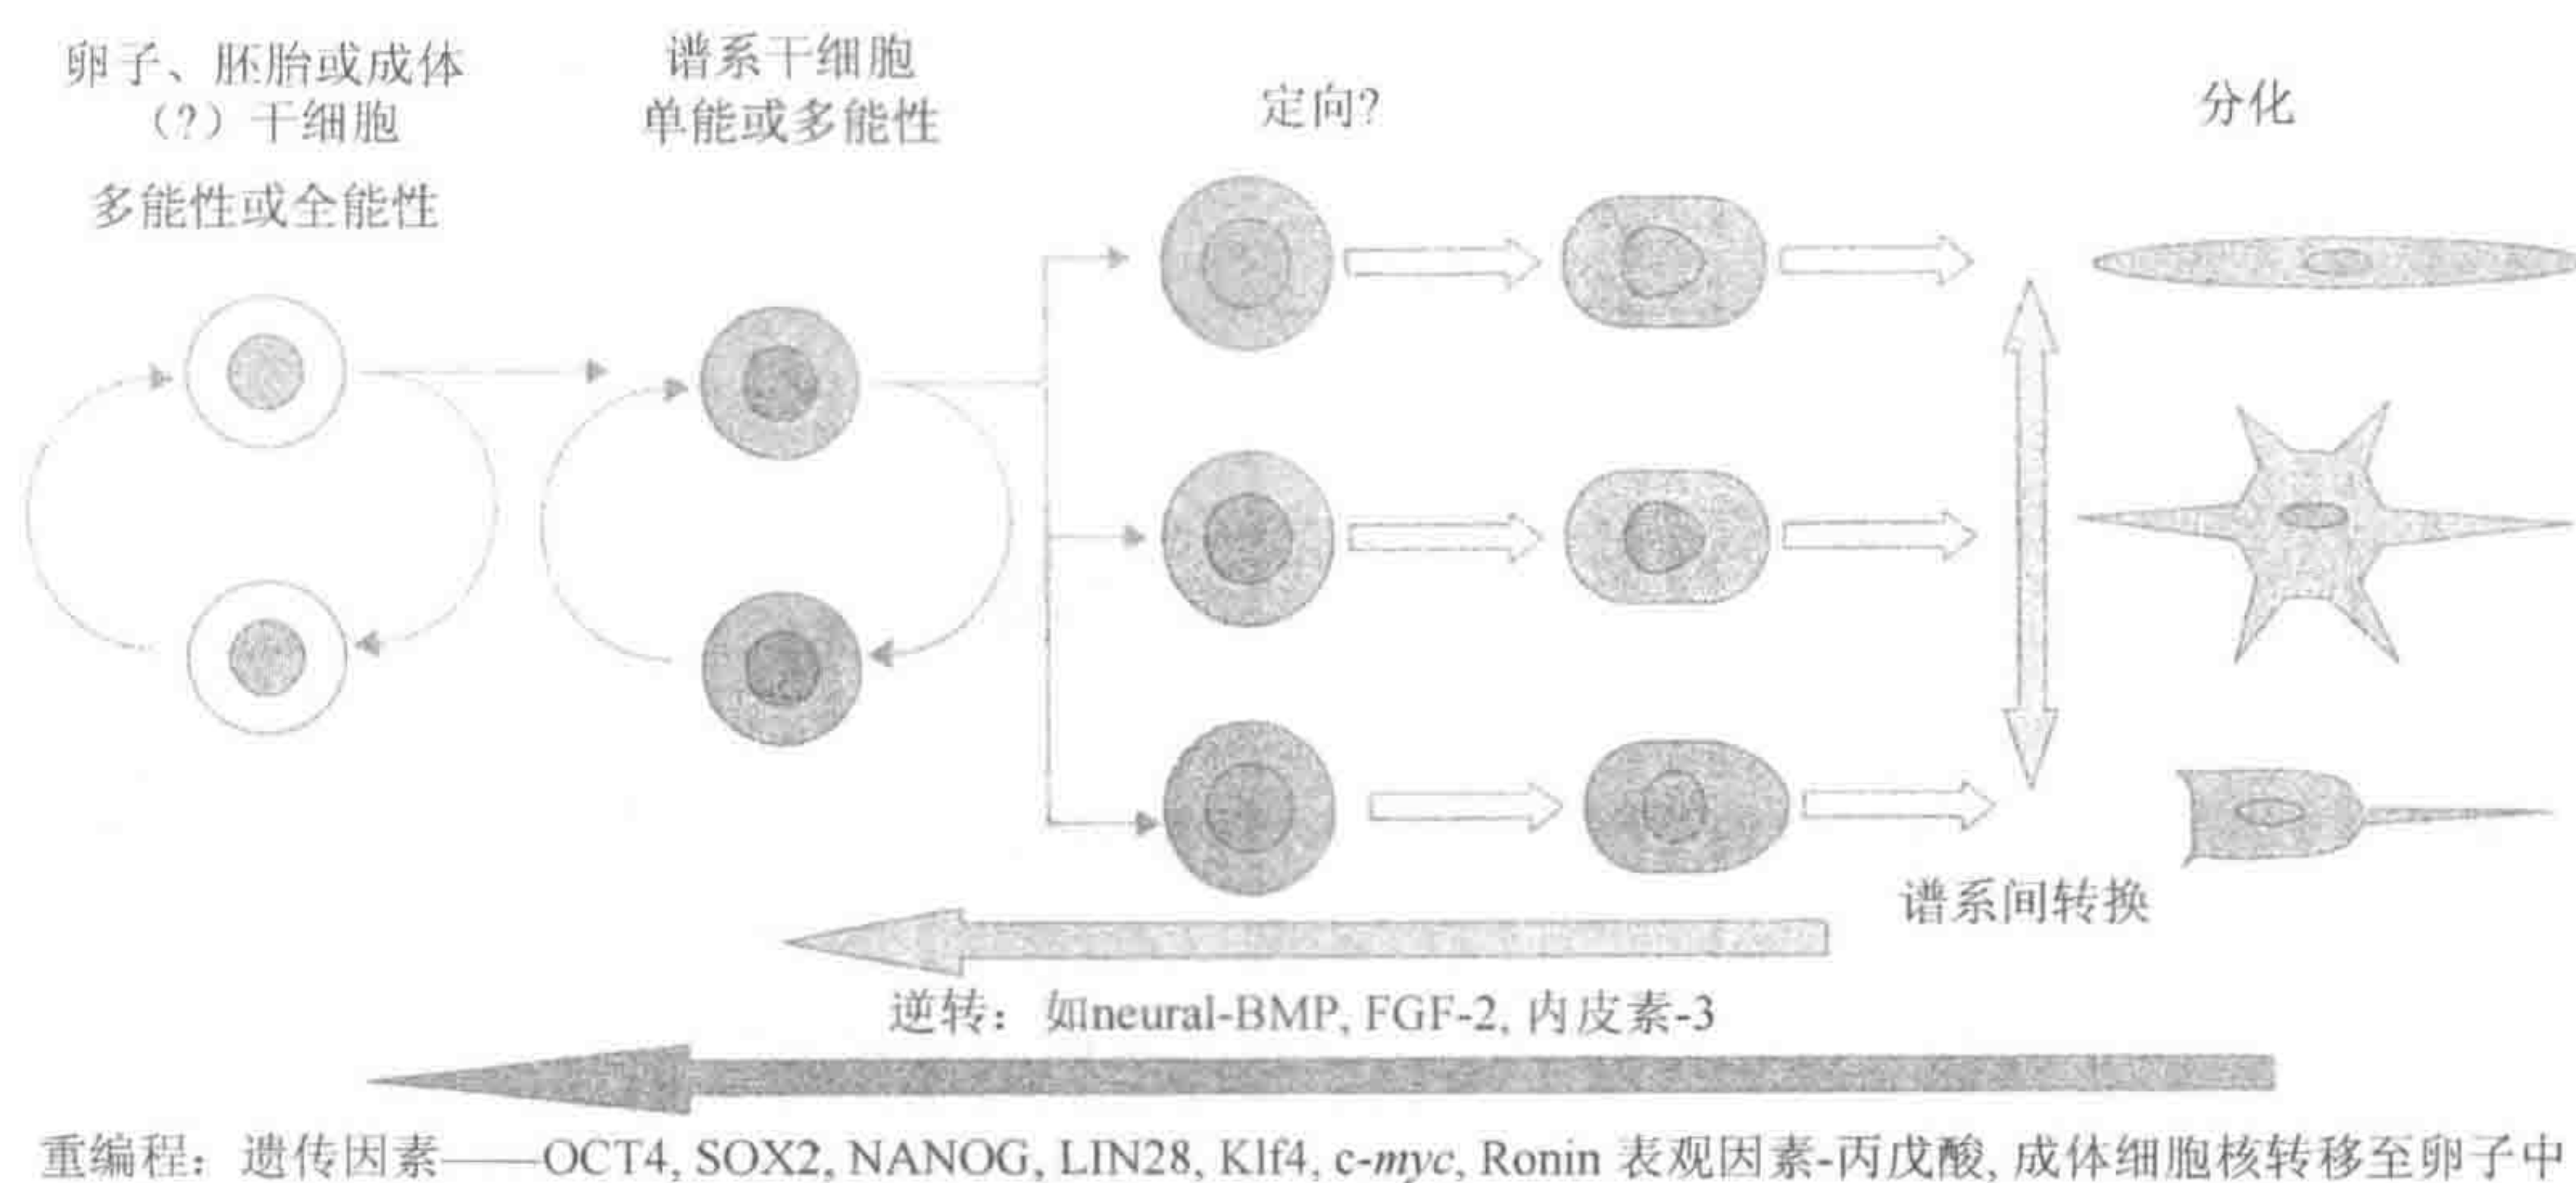 卵子、胚胎或成体
（?）干细胞
多能性或全能性
谱系干细胞
单能或多能性
定向?
分化
谱系间转换
逆转：如neural-BMP, FGF-2, 内皮素-3
重编程：遗传因素——OCT4, SOX2, NANOG, LIN28, Klf4, c-myc, Ronin 表观因素-丙戊酸, 成体细胞核转移至卵子中